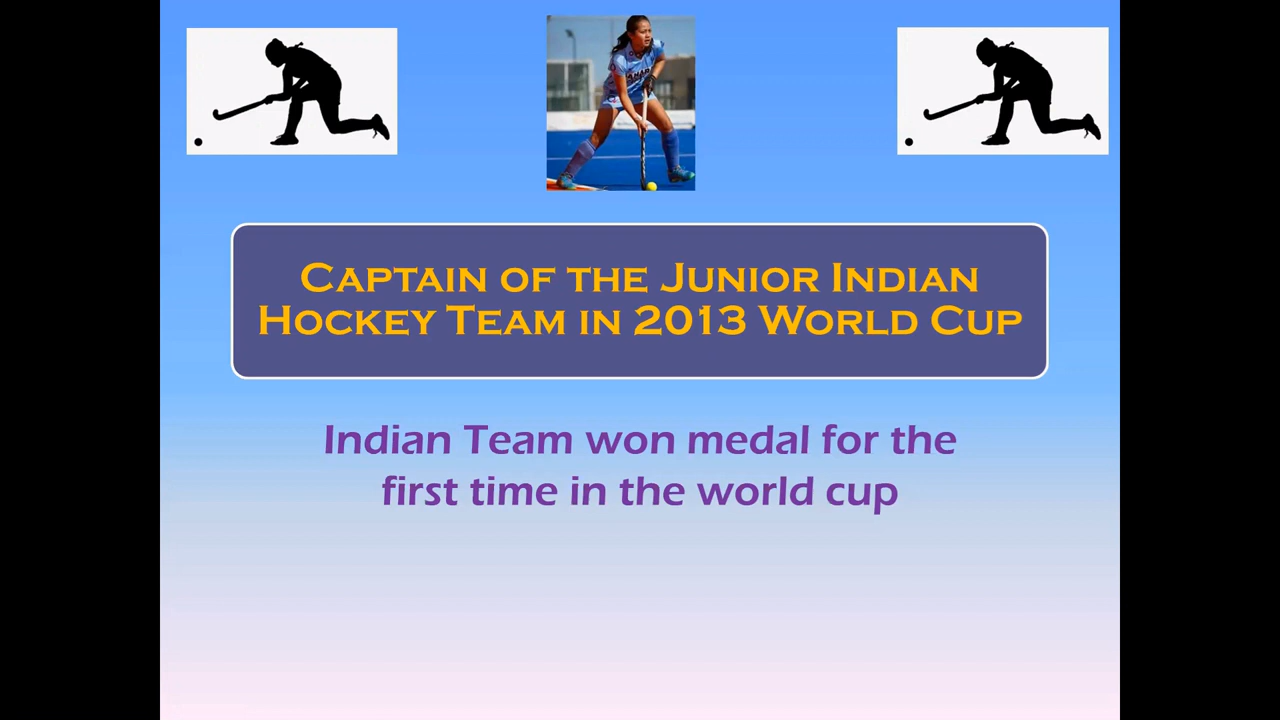 Captain of the Junior Indian
Hockey Team in 2013 World Cup
Indian Team won medal for the
first time in the world cup